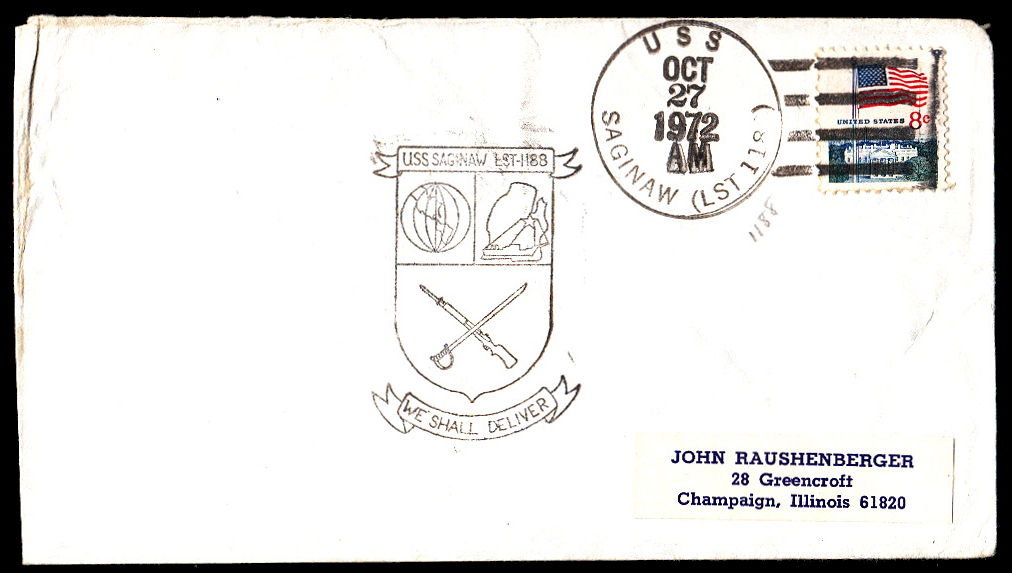 USS
OCT
27
1972
AM
SAGINAW (LST 118 )
1188
UNITED STATES 8c
USS SAGINAW LST-1188
WE SHALL DELIVER
JOHN RAUSHENBERGER
28 Greencroft
Champaign, Illinois 61820